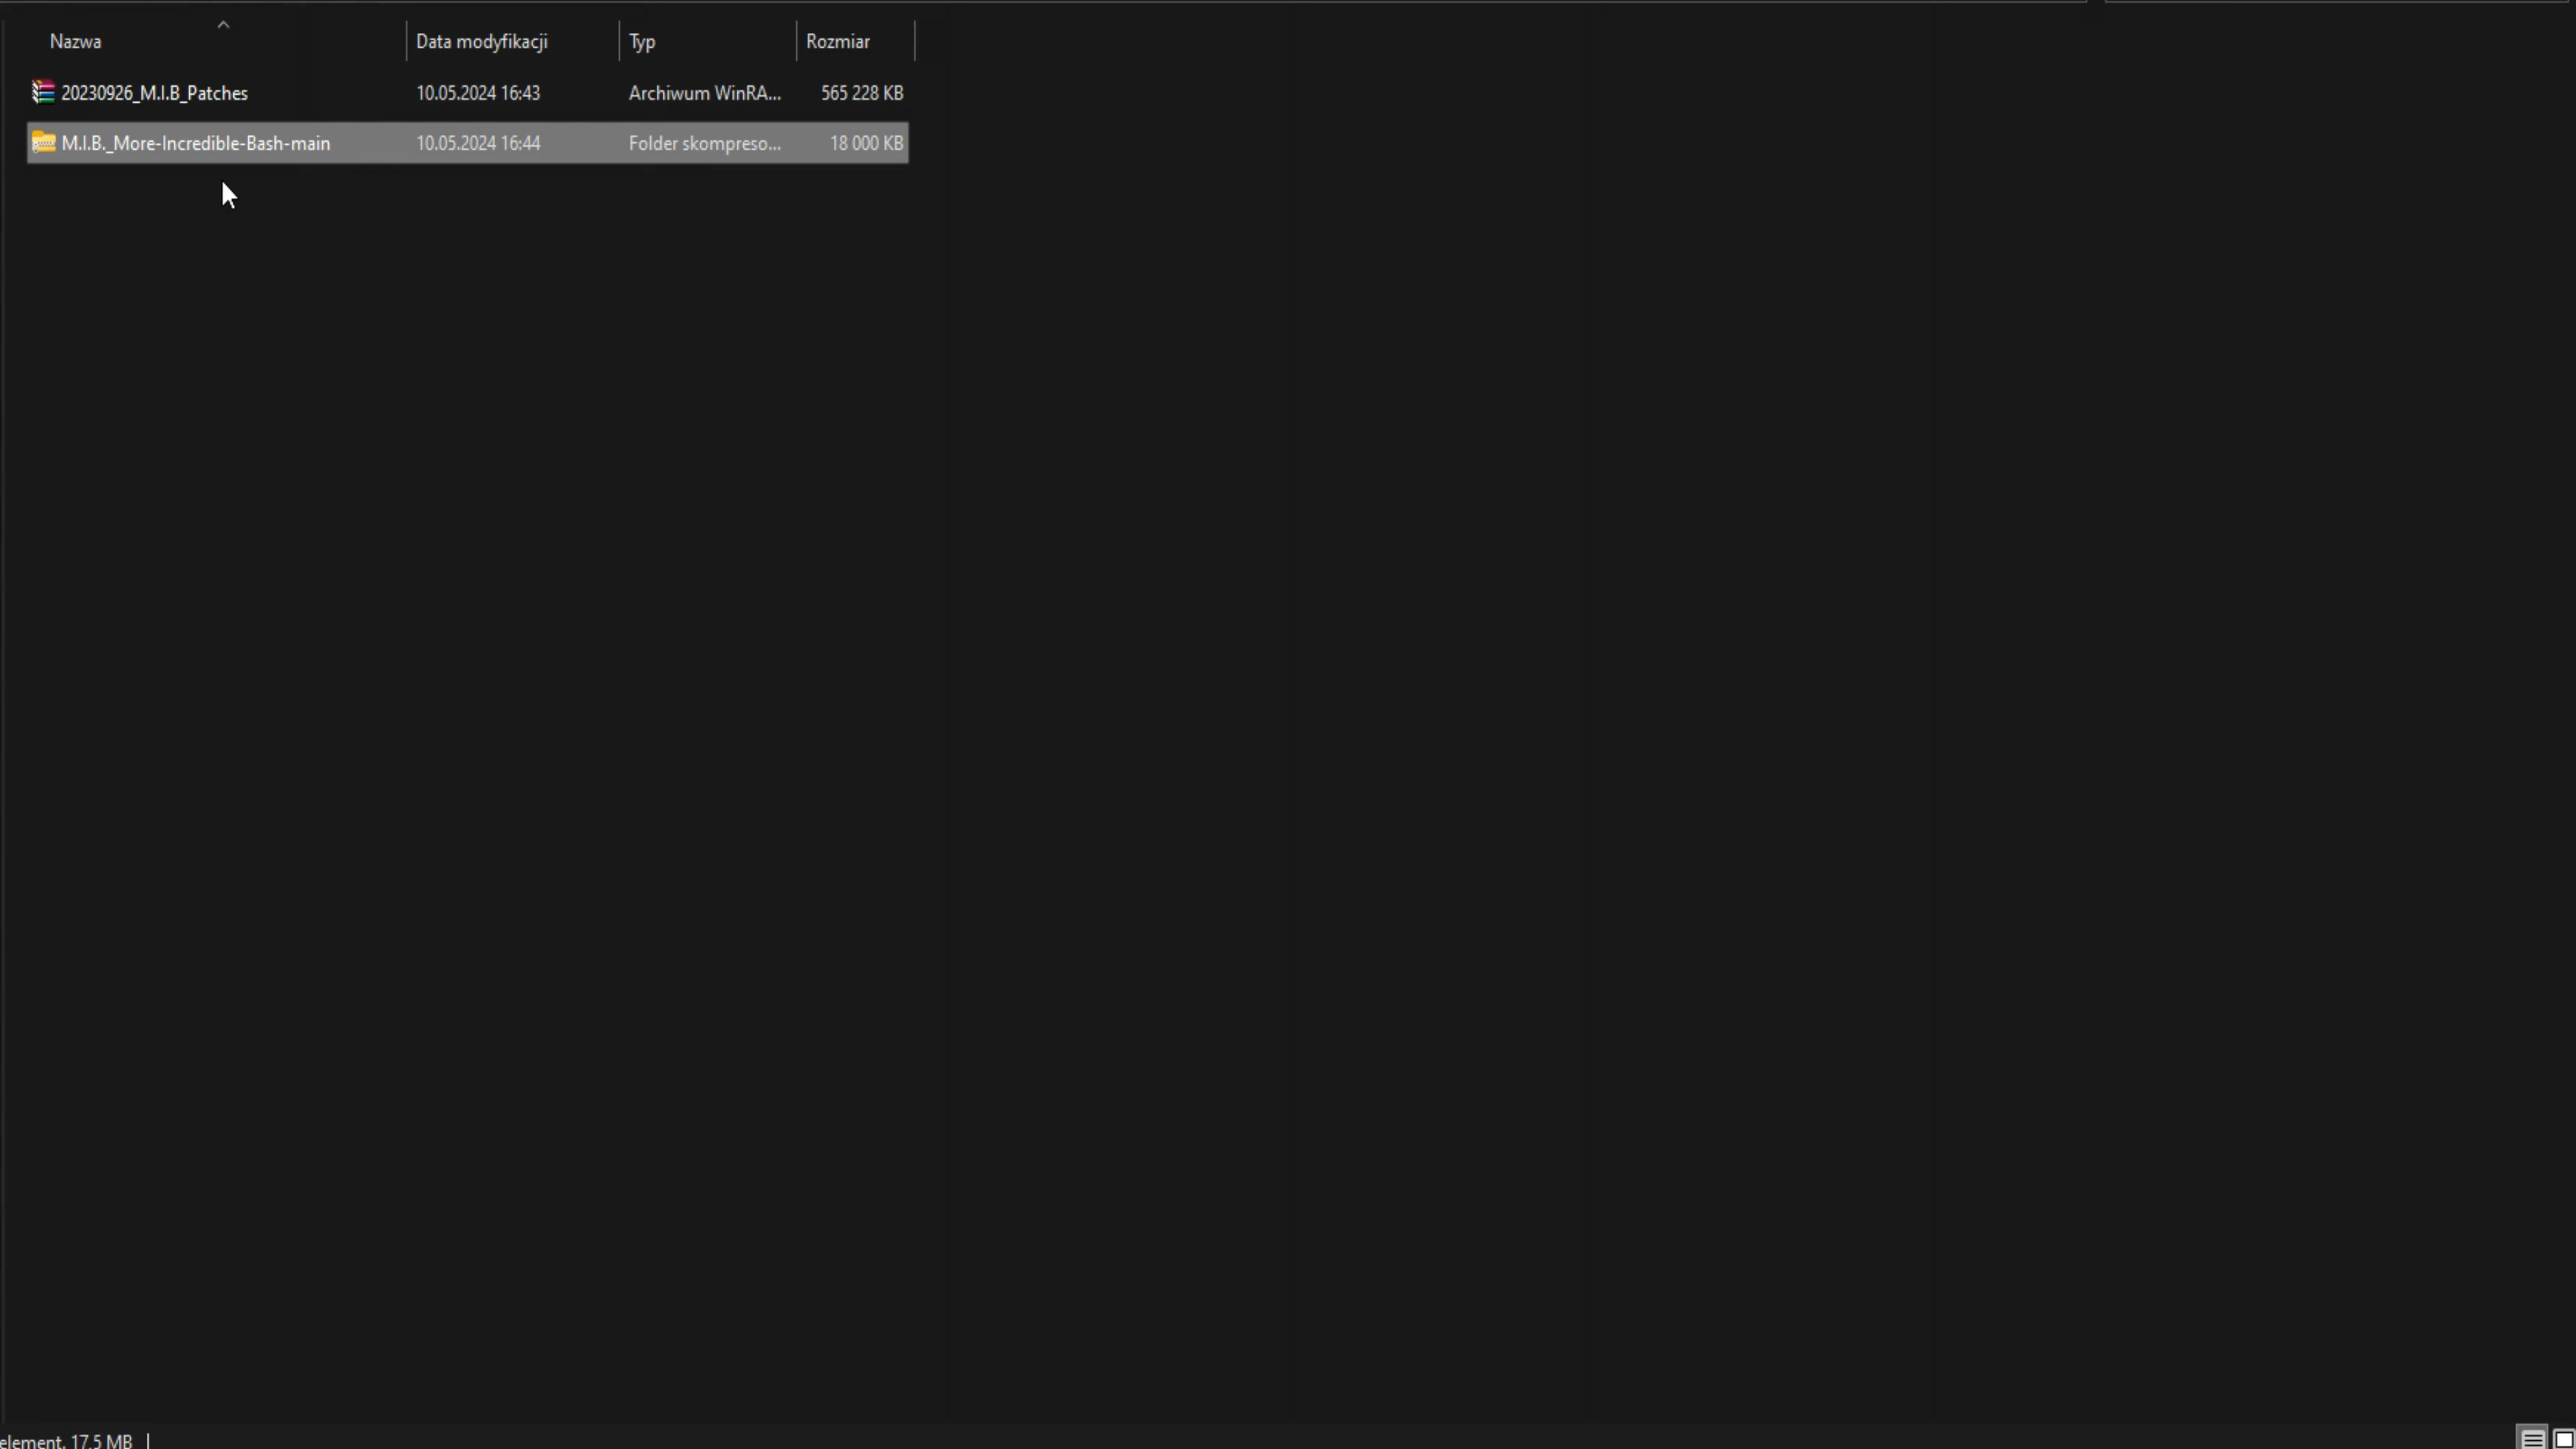 Nazwa Data modyfikacji Typ Rozmiar
20230926_M.I.B_Patches 10.05.2024 16:43 Archiwum WinRA... 565 228 KB
M.I.B._More-Incredible-Bash-main 10.05.2024 16:44 Folder skompreso... 18 000 KB
element. 17,5 MB